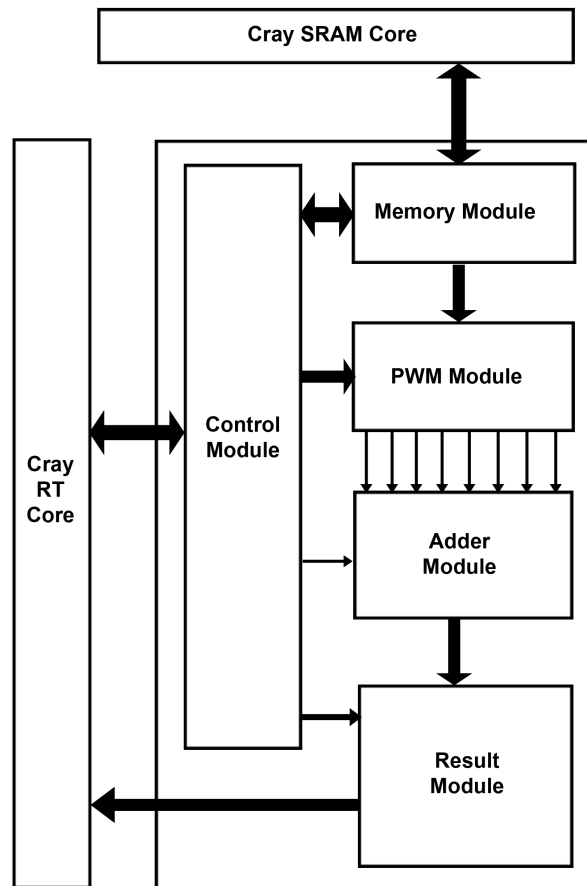 Cray SRAM Core
Memory Module
PWM Module
Control
Module
Cray
RT
Core
Adder
Module
Result
Module